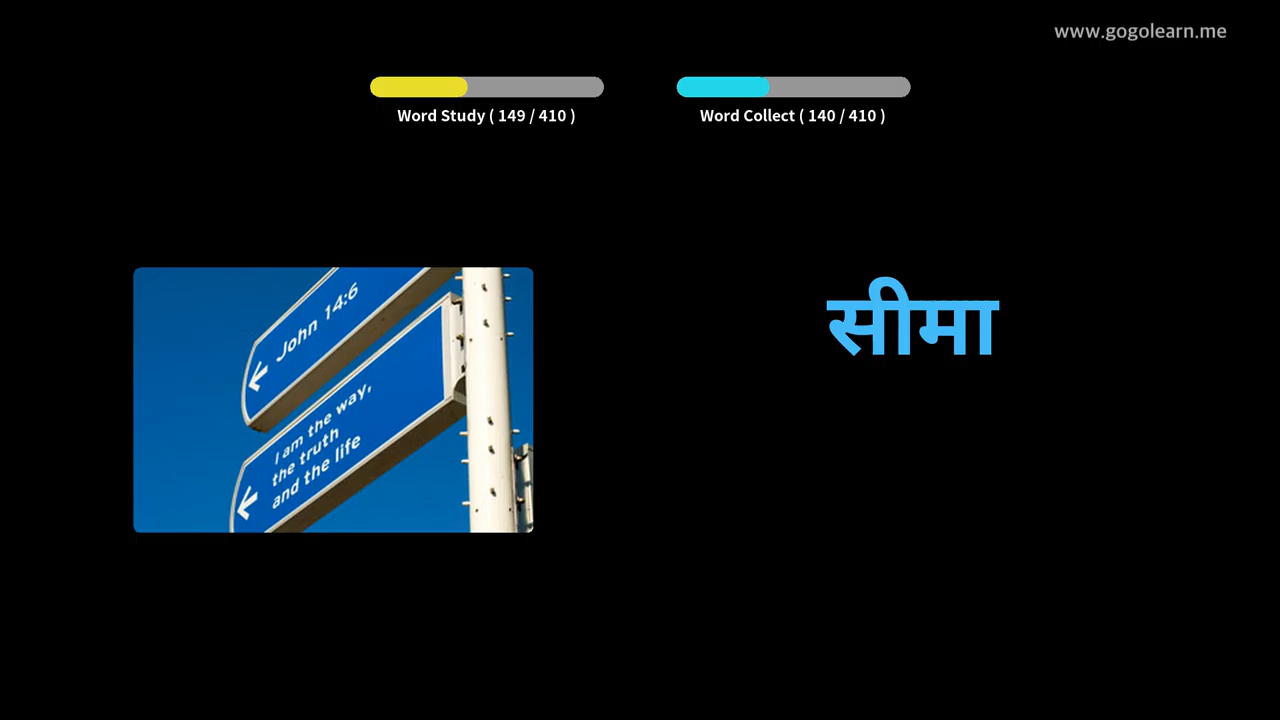 www.gogolearn.me
Word Study ( 149 / 410 )
Word Collect ( 140 / 410 )
John 14:6
I am the way,
the truth
and the life
सीमा